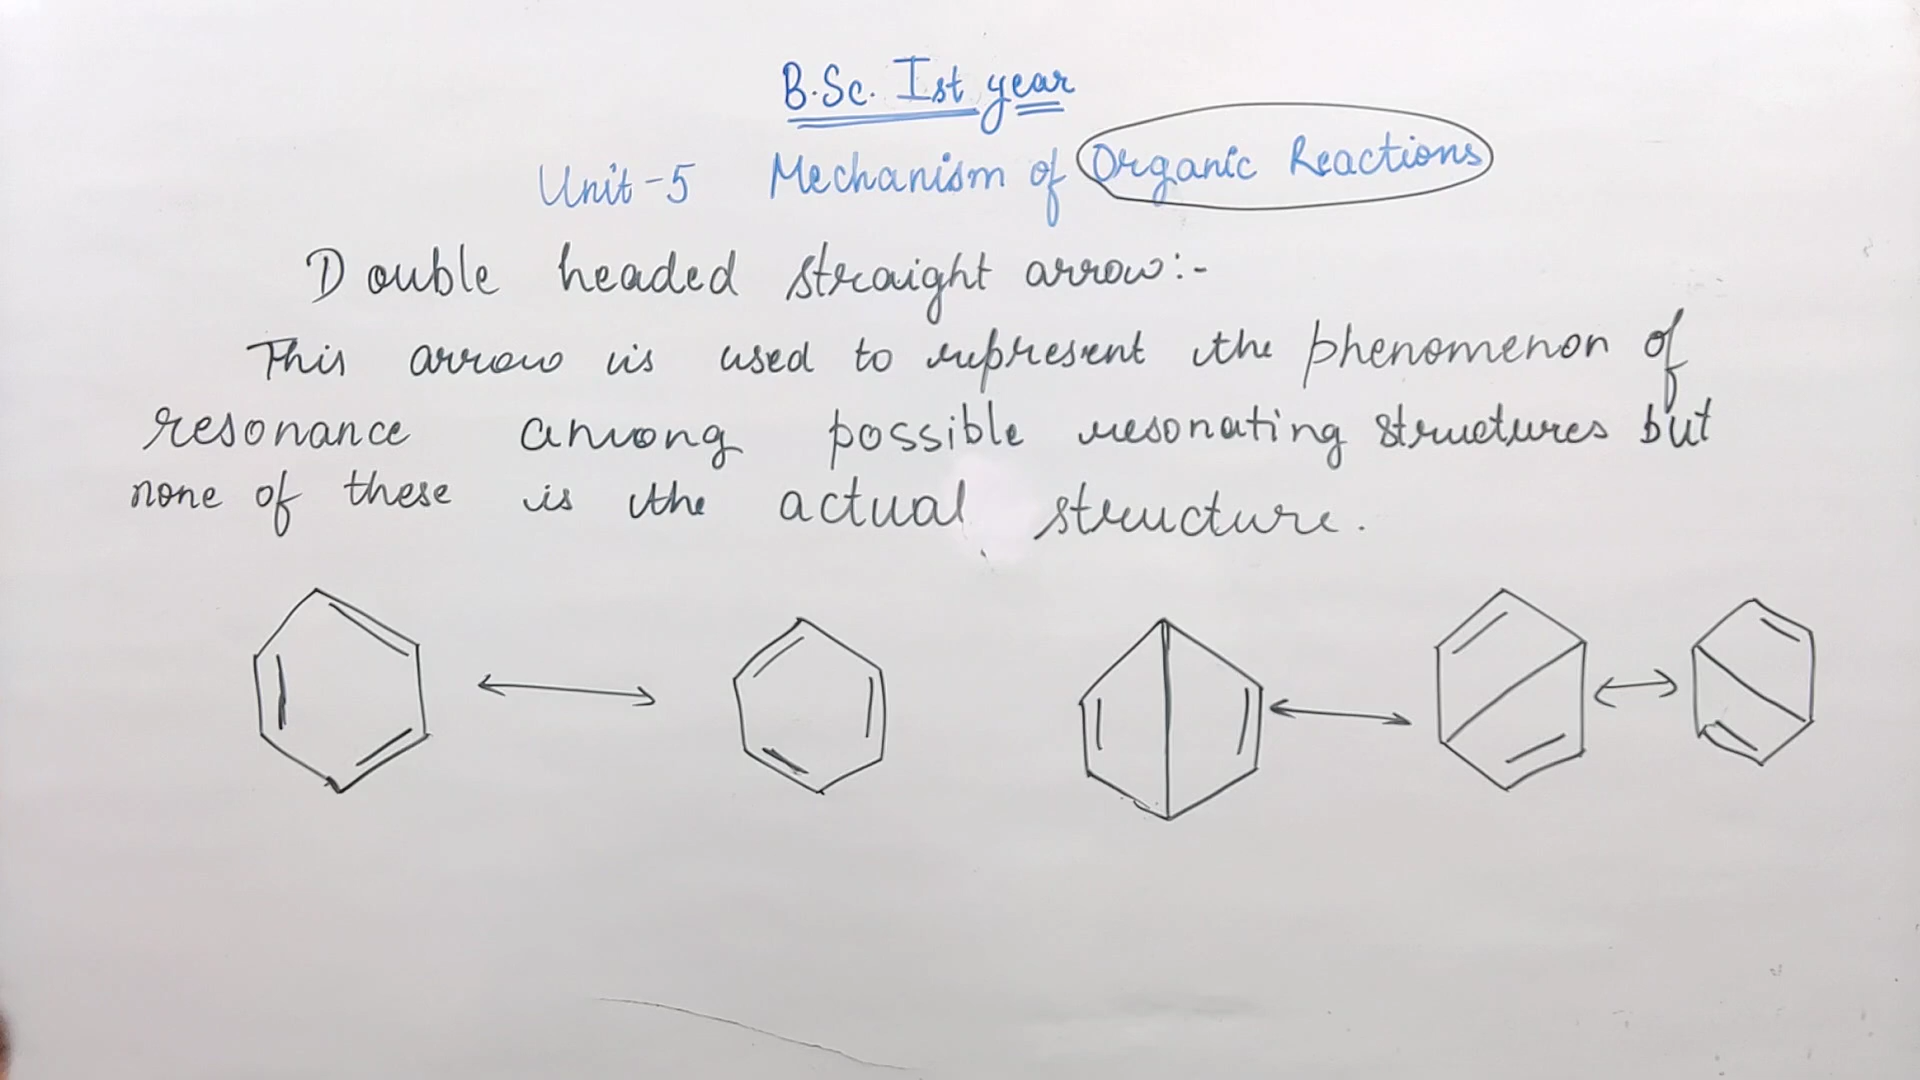 B.Sc. Ist year
Unit-5 Mechanism of Organic Reactions
Double headed straight arrow:-
This arrow is used to represent the phenomenon of
resonance among possible resonating structures but
none of these is the actual structure.